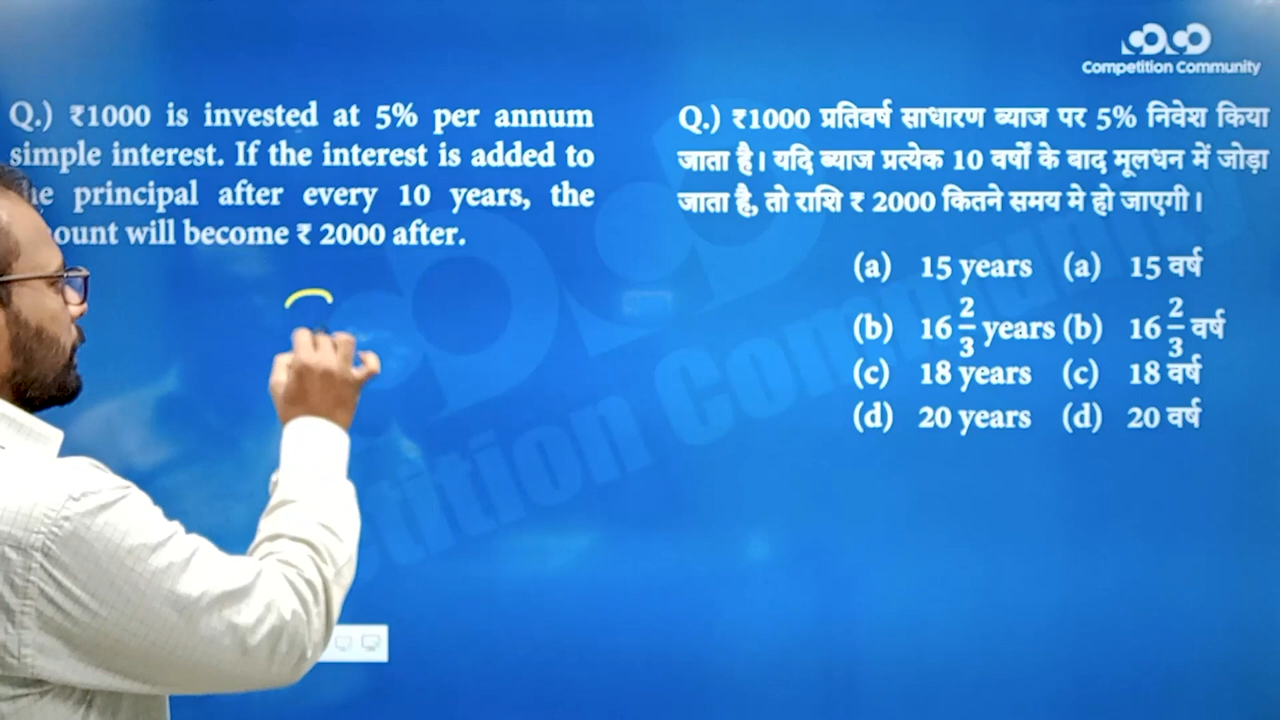 Competition Community
Q.) ₹1000 is invested at 5% per annum
simple interest. If the interest is added to
principal after every 10 years, the
will become ₹ 2000 after.
Q.) ₹1000 प्रतिवर्ष साधारण ब्याज पर 5% निवेश किया
जाता है। यदि ब्याज प्रत्येक 10 वर्षों के बाद मूलधन में जोड़ा
जाता है, तो राशि ₹ 2000 कितने समय मे हो जाएगी।
(a) 15 years (a) 15 वर्ष
(b) 16 2/3 years (b) 16 2/3 वर्ष
(c) 18 years (c) 18 वर्ष
(d) 20 years (d) 20 वर्ष